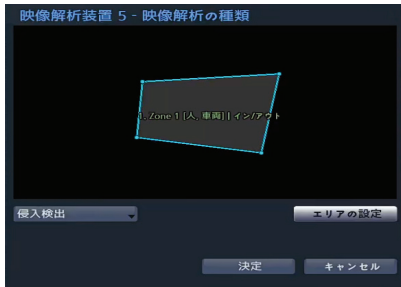 映像解析装置 5 - 映像解析の種類
1, Zone 1 [人, 車両] | イン/アウト
侵入検出
エリアの設定
決定
キャンセル